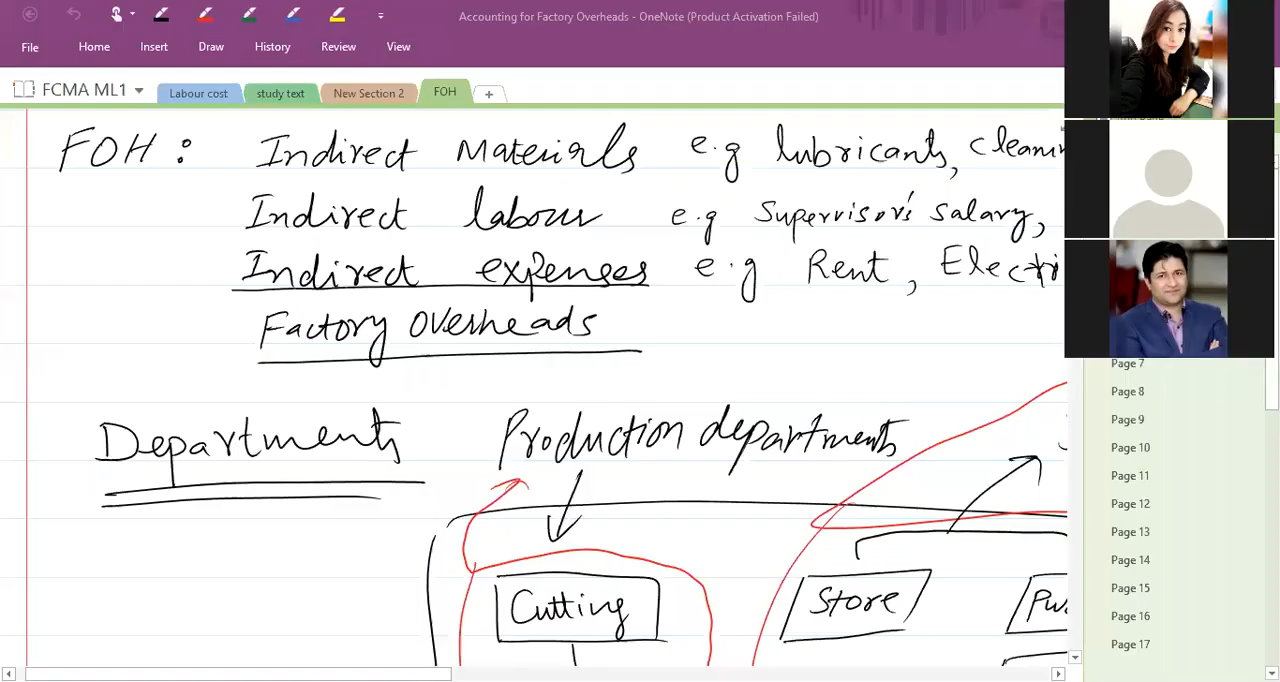 Accounting for Factory Overheads - OneNote (Product Activation Failed)
File Home Insert Draw History Review View
FCMA ML1 Labour cost study text New Section 2 FOH
FOH : Indirect Materials e.g lubricants,
Indirect labour e.g Supervisor's salary,
Indirect expenses e.g Rent,
Factory overheads
Departments Production departments
Cutting Store
Page 7
Page 8
Page 9
Page 10
Page 11
Page 12
Page 13
Page 14
Page 15
Page 16
Page 17